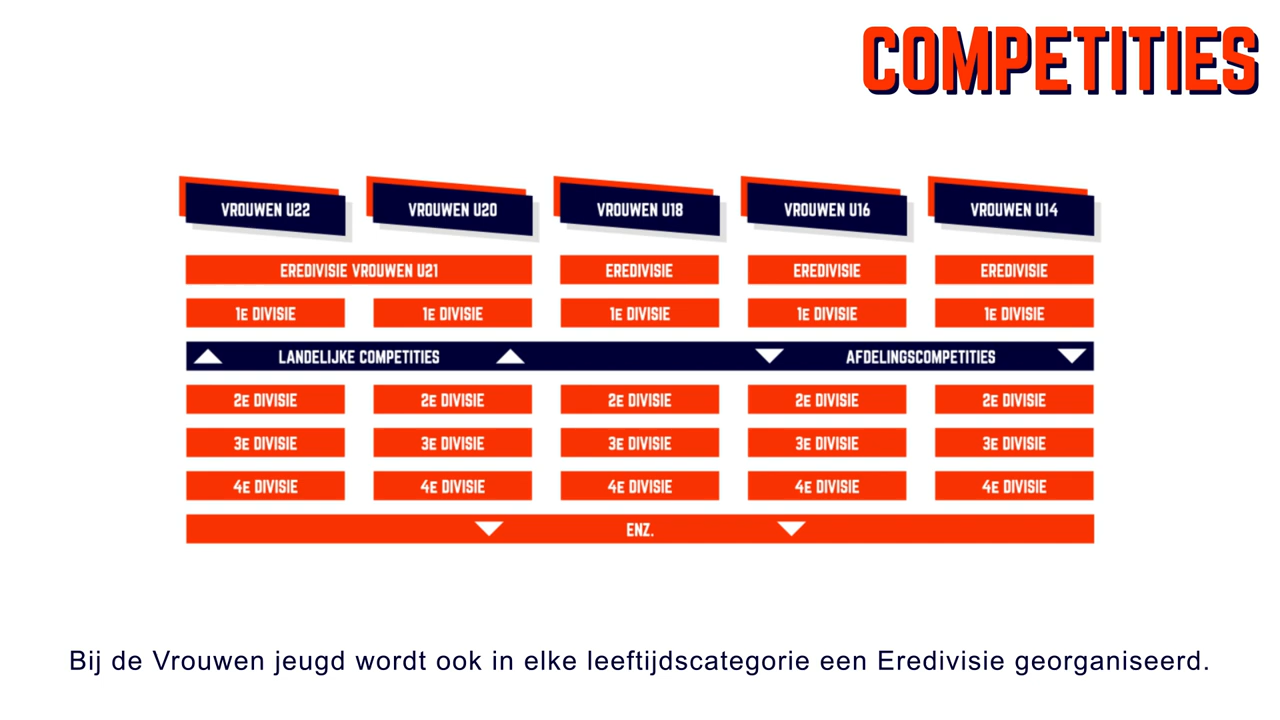 COMPETITIES
VROUWEN U22 VROUWEN U20 VROUWEN U18 VROUWEN U16 VROUWEN U14
EREDIVISIE VROUWEN U21 EREDIVISIE EREDIVISIE EREDIVISIE
1E DIVISIE 1E DIVISIE 1E DIVISIE 1E DIVISIE 1E DIVISIE
LANDELIJKE COMPETITIES AFDELINGSCOMPETITIES
2E DIVISIE 2E DIVISIE 2E DIVISIE 2E DIVISIE 2E DIVISIE
3E DIVISIE 3E DIVISIE 3E DIVISIE 3E DIVISIE 3E DIVISIE
4E DIVISIE 4E DIVISIE 4E DIVISIE 4E DIVISIE 4E DIVISIE
ENZ.
Bij de Vrouwen jeugd wordt ook in elke leeftijdscategorie een Eredivisie georganiseerd.